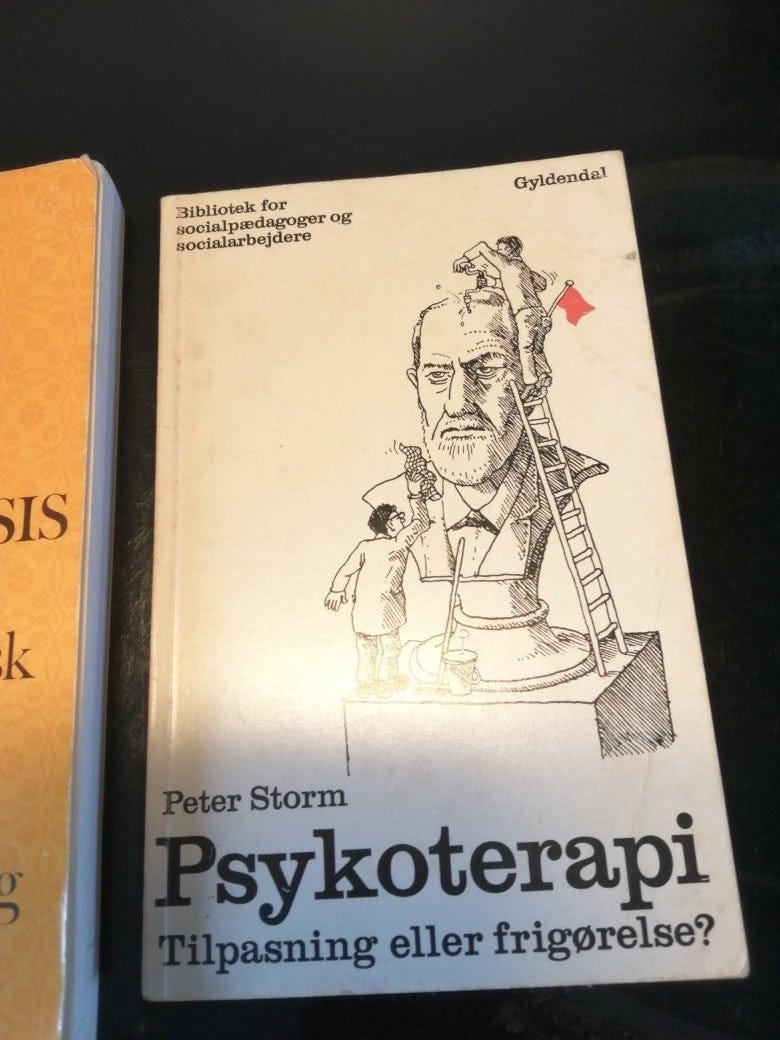 Bibliotek for
socialpædagoger og
socialarbejdere
Gyldendal
Peter Storm
Psykoterapi
Tilpasning eller frigørelse?
SIS
sk
g